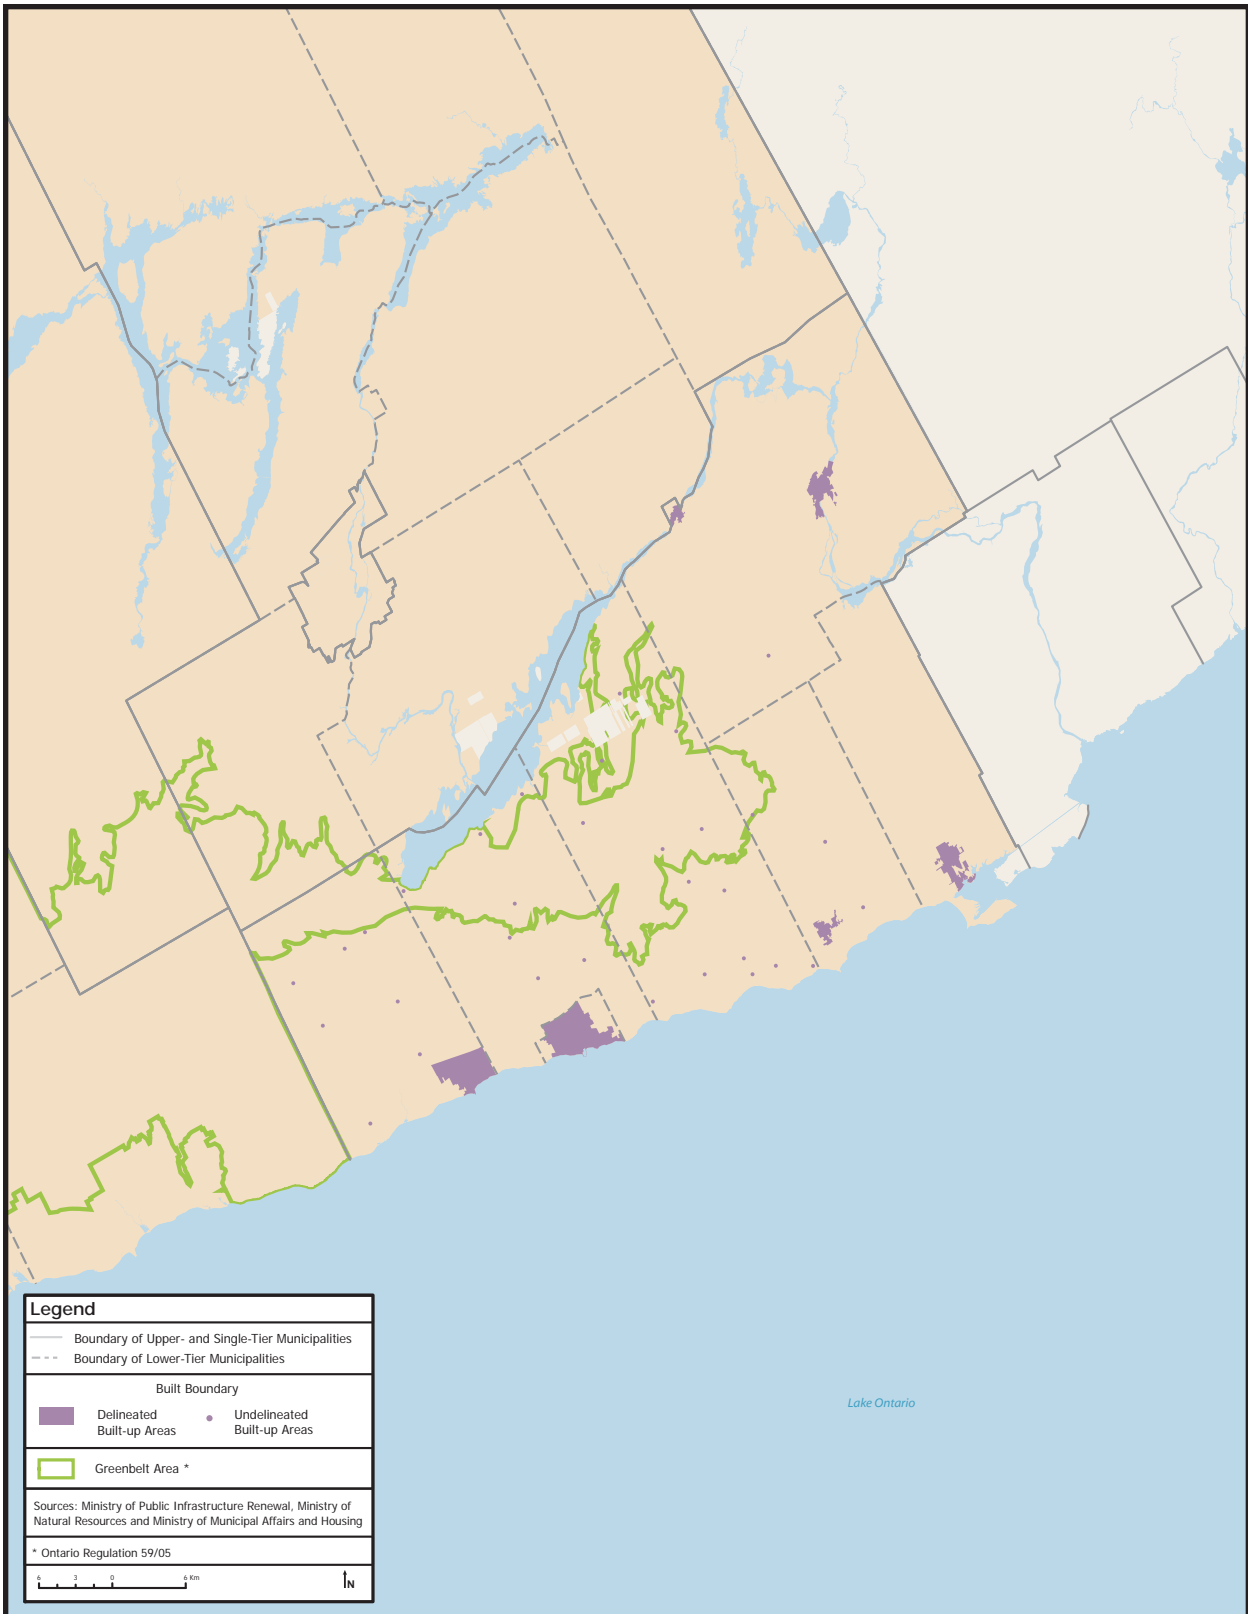 Lake Ontario
Legend
Boundary of Upper- and Single-Tier Municipalities
Boundary of Lower-Tier Municipalities
Built Boundary
Delineated
Built-up Areas
Undelineated
Built-up Areas
Greenbelt Area *
Sources: Ministry of Public Infrastructure Renewal, Ministry of
Natural Resources and Ministry of Municipal Affairs and Housing
* Ontario Regulation 59/05
6 3 0 6 Km
N